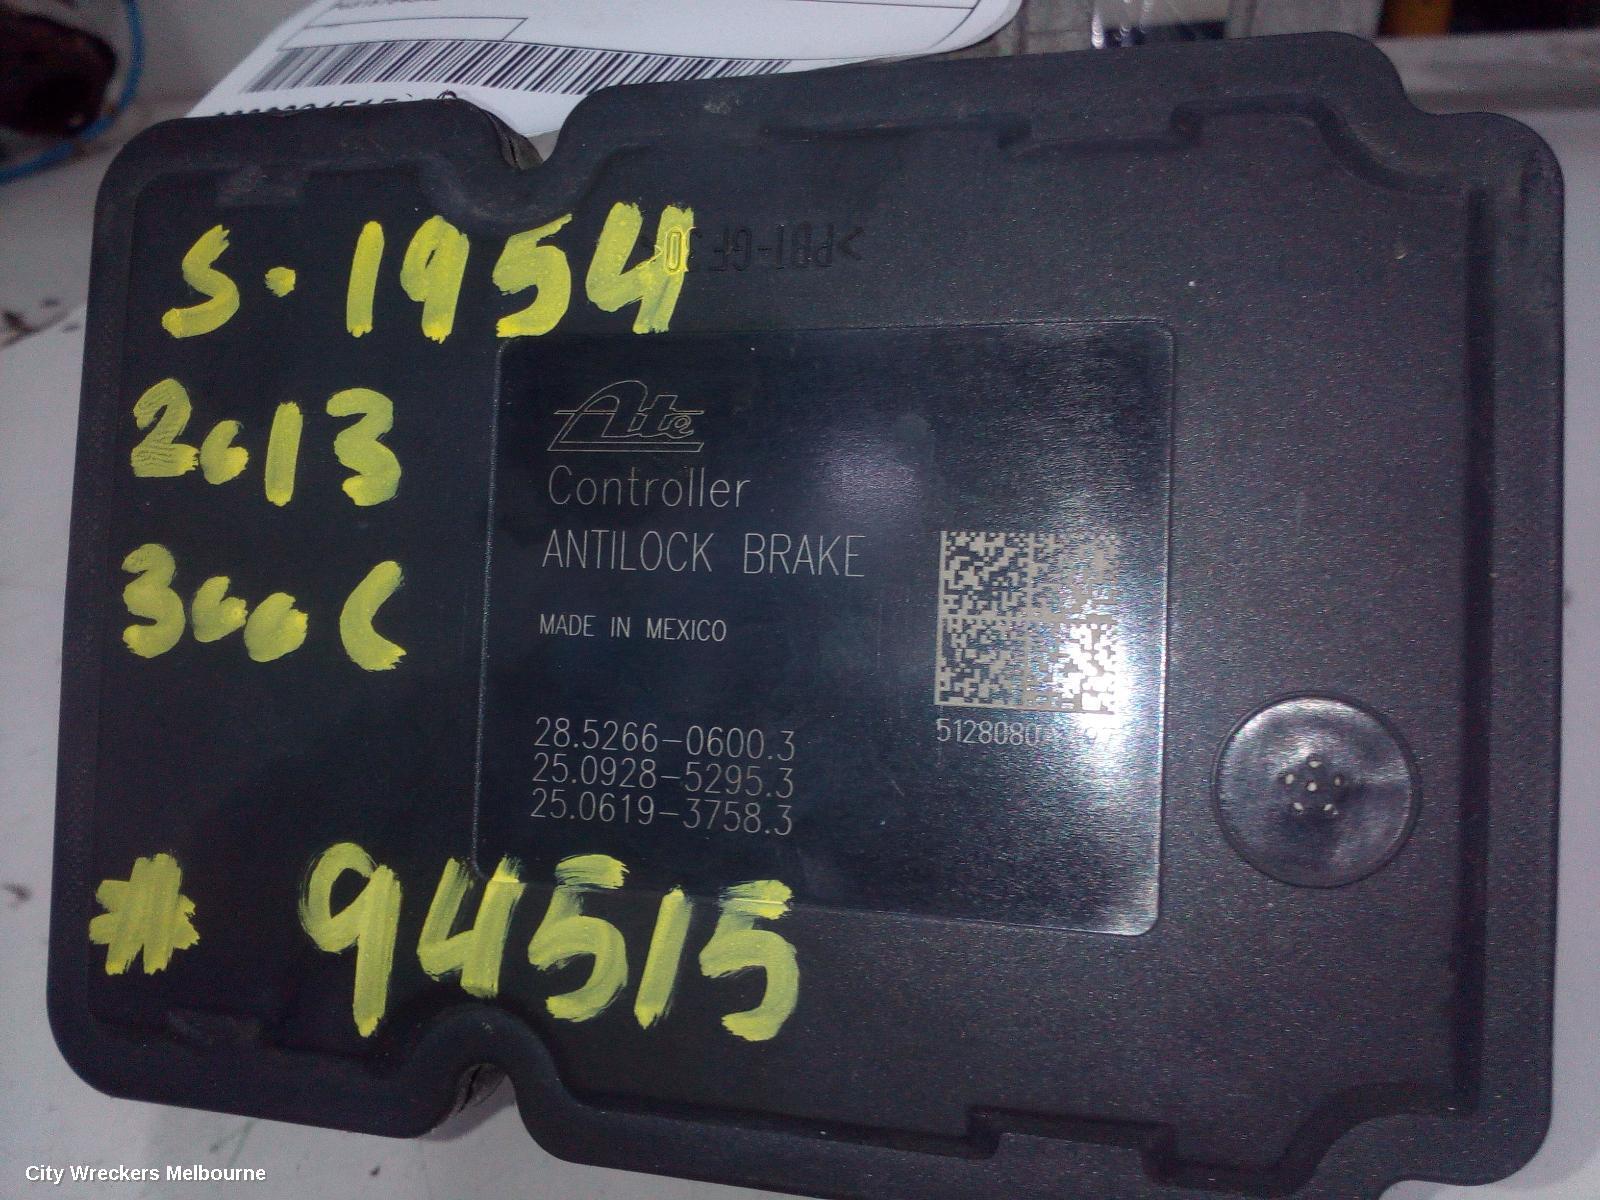 S.1954
>PBT-GF30<
2013
300C
Ate
Controller
ANTILOCK BRAKE
MADE IN MEXICO
28.5266-0600.3
25.0928-5295.3
25.0619-3758.3
# 94515
City Wreckers Melbourne